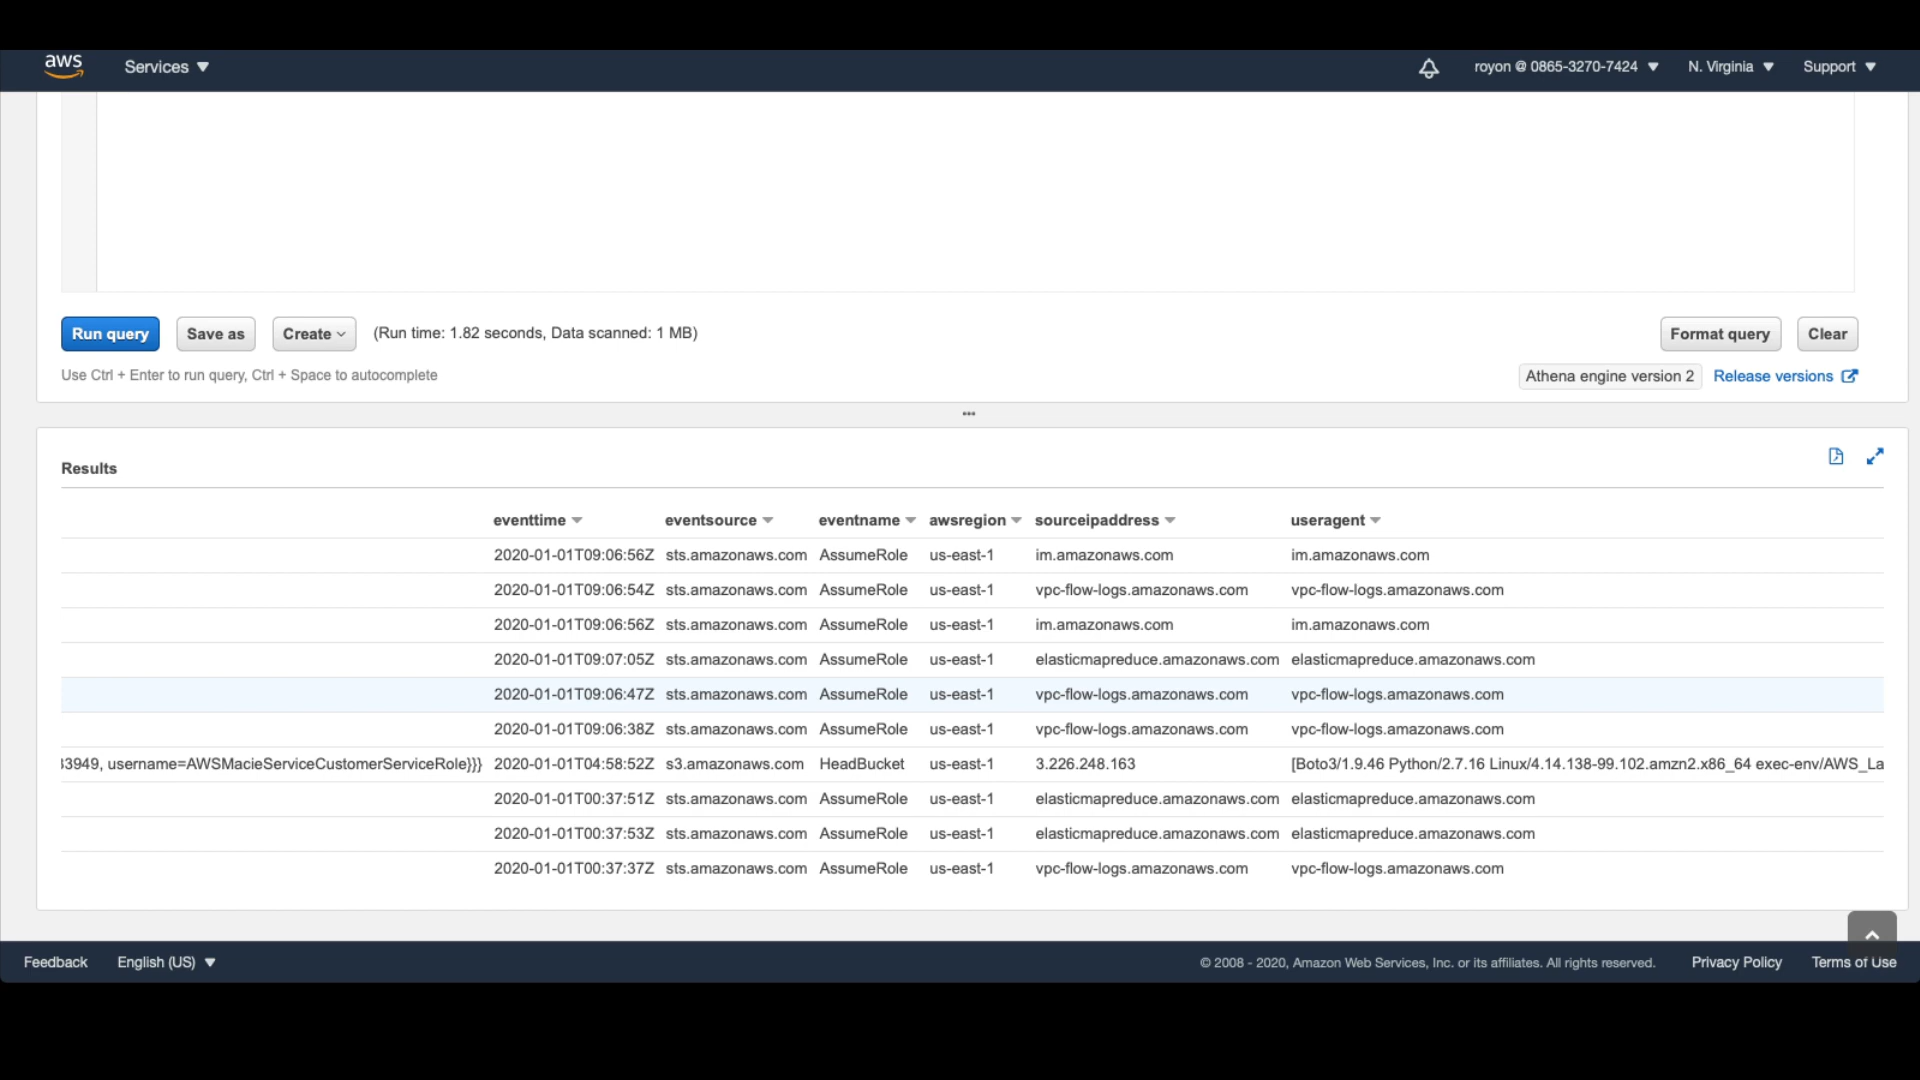 aws Services royon @ 0865-3270-7424 N. Virginia Support
Run query Save as Create (Run time: 1.82 seconds, Data scanned: 1 MB) Format query Clear
Use Ctrl + Enter to run query, Ctrl + Space to autocomplete Athena engine version 2 Release versions
Results
eventtime eventsource eventname awsregion sourceipaddress useragent
2020-01-01T09:06:56Z sts.amazonaws.com AssumeRole us-east-1 im.amazonaws.com im.amazonaws.com
2020-01-01T09:06:54Z sts.amazonaws.com AssumeRole us-east-1 vpc-flow-logs.amazonaws.com vpc-flow-logs.amazonaws.com
2020-01-01T09:06:56Z sts.amazonaws.com AssumeRole us-east-1 im.amazonaws.com im.amazonaws.com
2020-01-01T09:07:05Z sts.amazonaws.com AssumeRole us-east-1 elasticmapreduce.amazonaws.com elasticmapreduce.amazonaws.com
2020-01-01T09:06:47Z sts.amazonaws.com AssumeRole us-east-1 vpc-flow-logs.amazonaws.com vpc-flow-logs.amazonaws.com
2020-01-01T09:06:38Z sts.amazonaws.com AssumeRole us-east-1 vpc-flow-logs.amazonaws.com vpc-flow-logs.amazonaws.com
33949, username=AWSMacieServiceCustomerServiceRole}}} 2020-01-01T04:58:52Z s3.amazonaws.com HeadBucket us-east-1 3.226.248.163 [Boto3/1.9.46 Python/2.7.16 Linux/4.14.138-99.102.amzn2.x86_64 exec-env/AWS_La
2020-01-01T00:37:51Z sts.amazonaws.com AssumeRole us-east-1 elasticmapreduce.amazonaws.com elasticmapreduce.amazonaws.com
2020-01-01T00:37:53Z sts.amazonaws.com AssumeRole us-east-1 elasticmapreduce.amazonaws.com elasticmapreduce.amazonaws.com
2020-01-01T00:37:37Z sts.amazonaws.com AssumeRole us-east-1 vpc-flow-logs.amazonaws.com vpc-flow-logs.amazonaws.com
Feedback English (US) © 2008 - 2020, Amazon Web Services, Inc. or its affiliates. All rights reserved. Privacy Policy Terms of Use